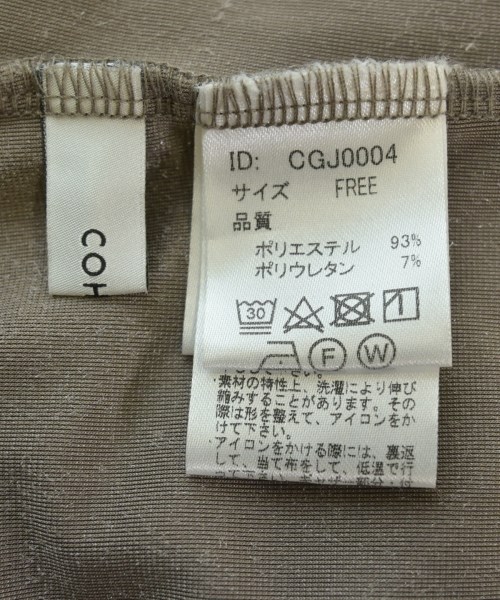 COH
ID: CGJ0004
サイズ FREE
品質
ポリエステル 93%
ポリウレタン 7%
30
F W
素材の特性上、洗濯により伸び
縮みすることがあります。その
際は形を整えて、アイロンをか
けて下さい。
アイロンをかける際には、裏返
して、当て布をして、低温で行